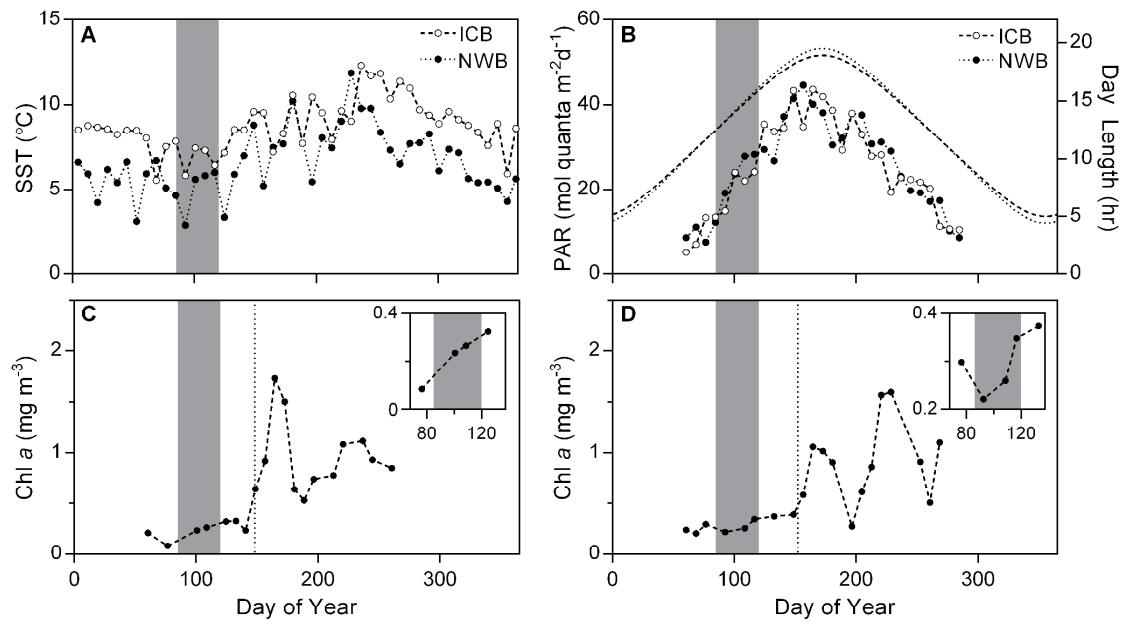 A
ICB
NWB
15
10
5
0
SST (°C)
B
ICB
NWB
60
40
20
0
PAR (mol quanta m-2d-1)
20
15
10
5
0
Day Length (hr)
0
100
200
300
C
2
1
0
Chl a (mg m-3)
0.4
0
80
120
0
100
200
300
Day of Year
D
2
1
0
Chl a (mg m-3)
0.4
0.2
80
120
0
100
200
300
Day of Year